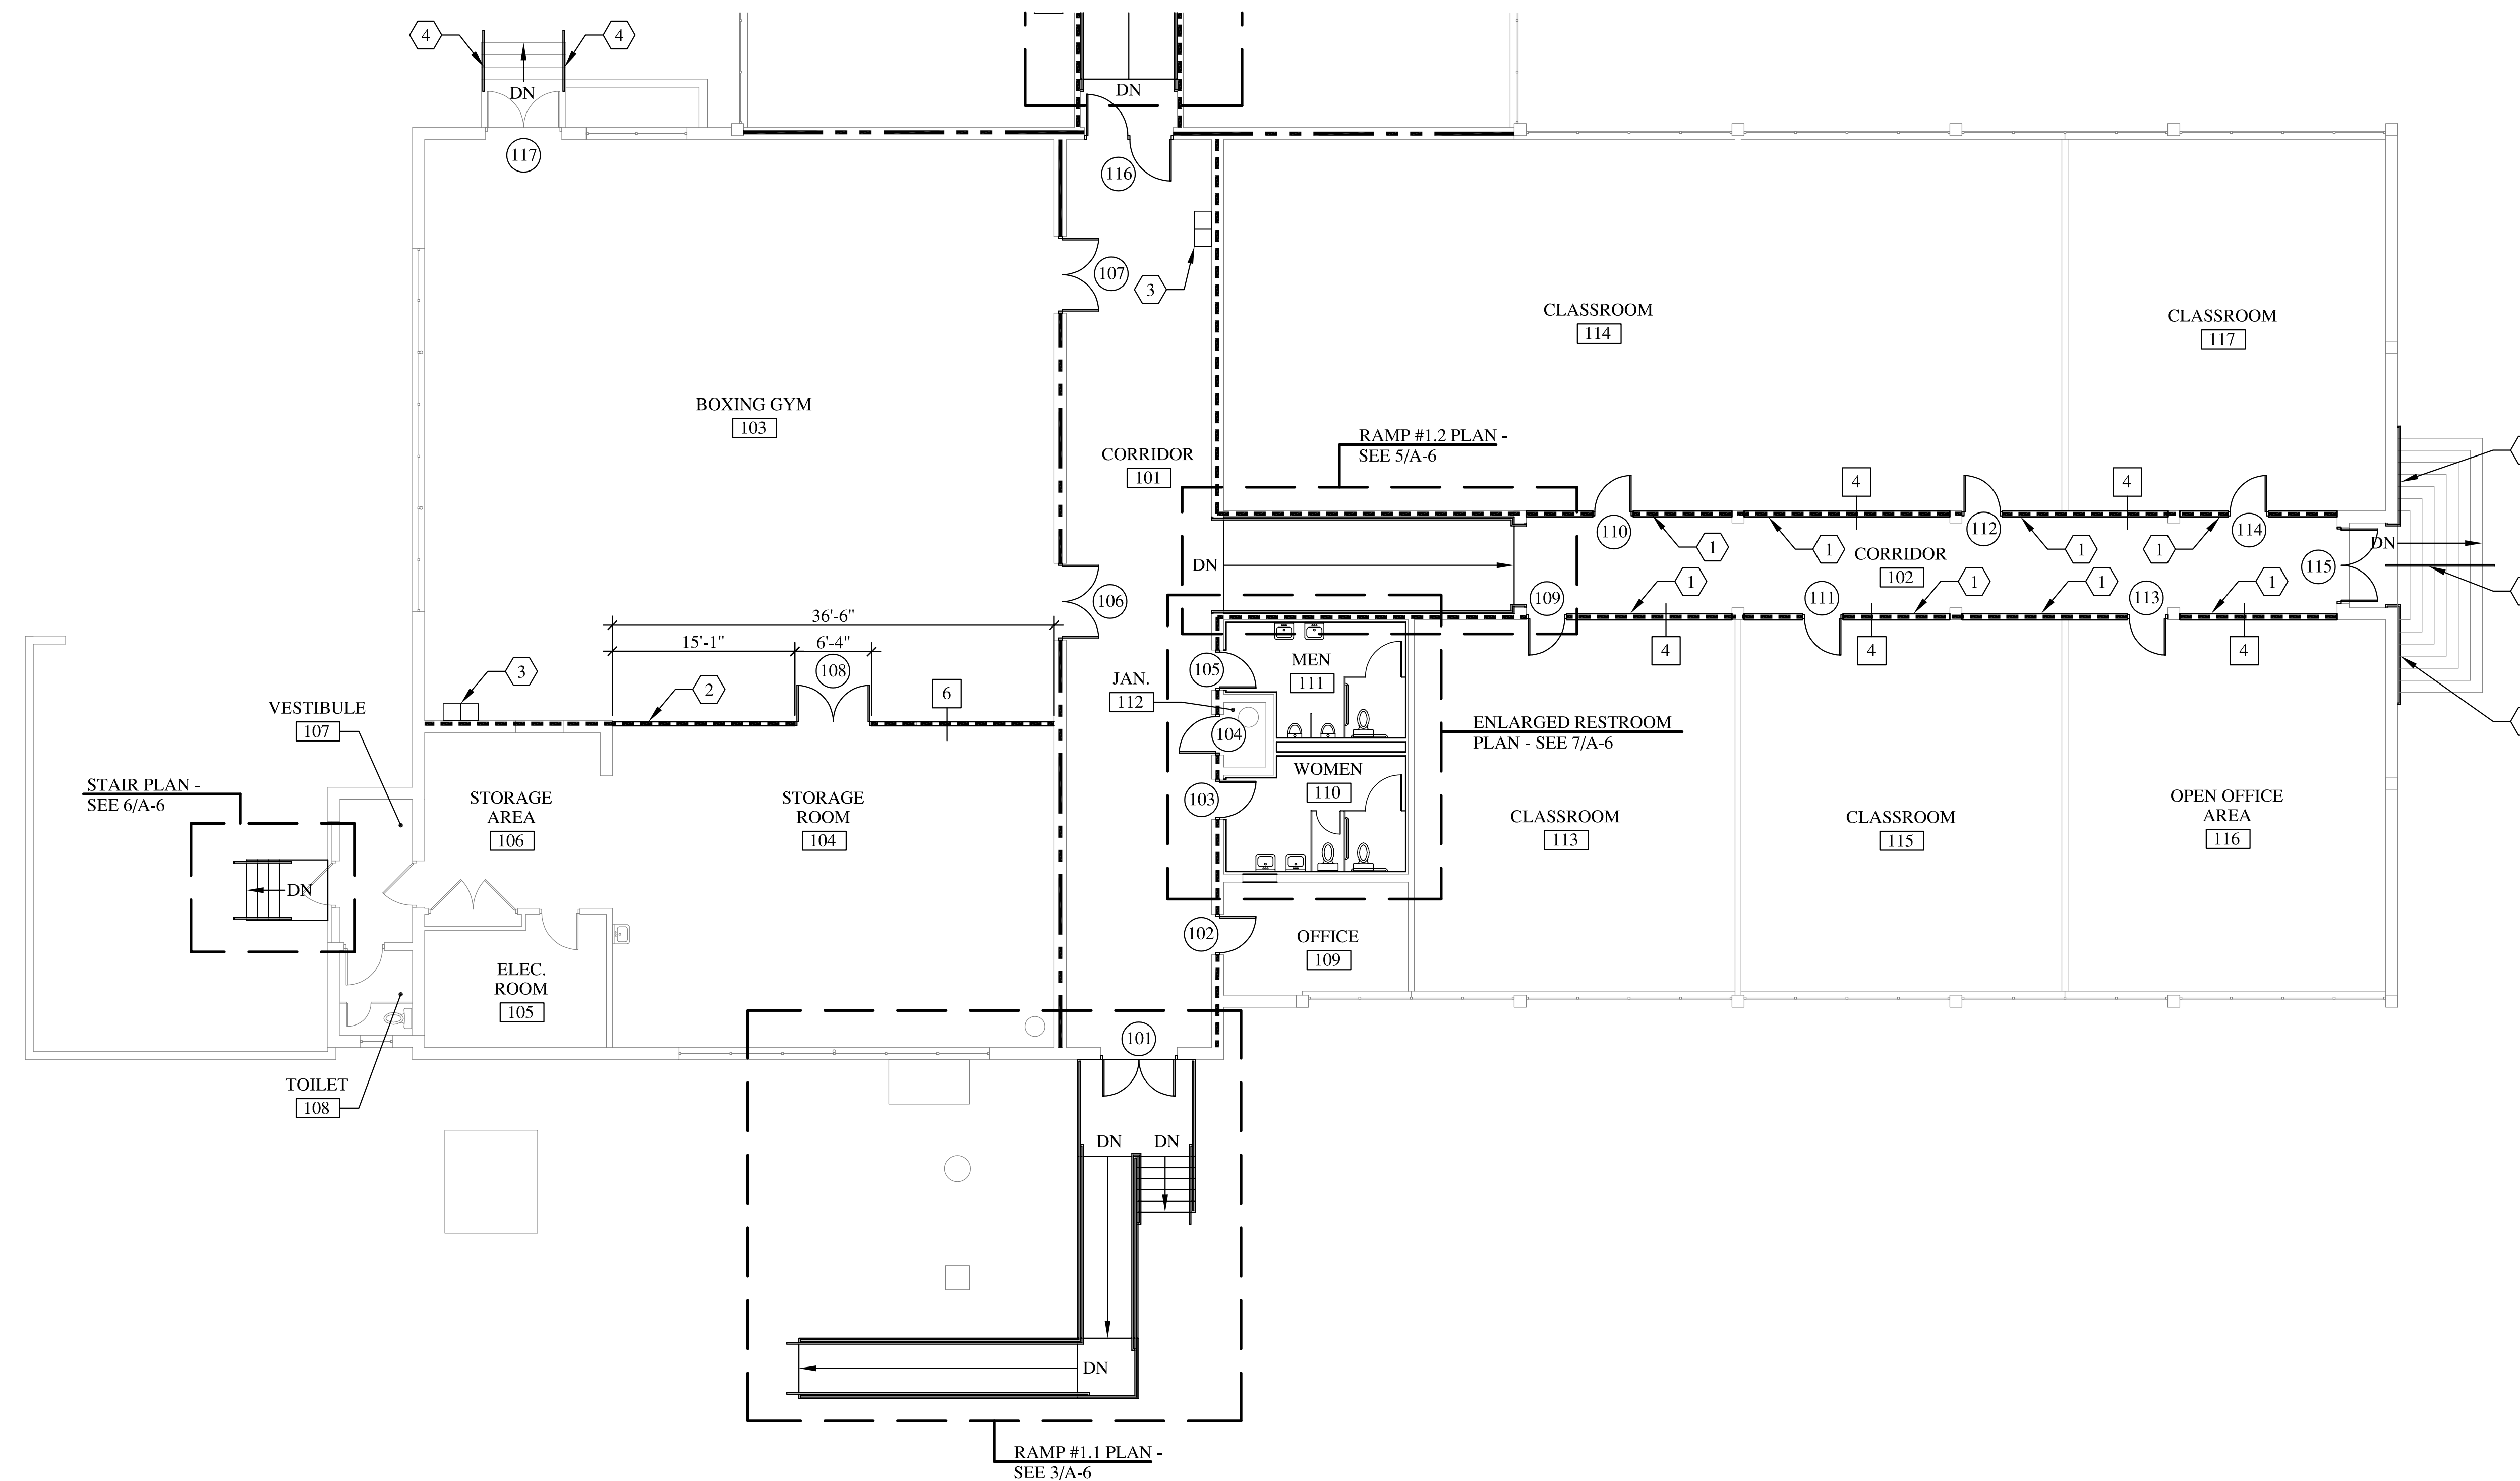 4
4
DN
DN
117
116
107
3
CLASSROOM
114
CLASSROOM
117
BOXING GYM
103
RAMP #1.2 PLAN -
SEE 5/A-6
CORRIDOR
101
4
4
110
112
114
1
1
1
1
CORRIDOR
102
DN
DN
115
109
1
111
1
1
113
1
106
36'-6"
15'-1"
6'-4"
108
4
4
4
105
MEN
111
3
2
6
JAN.
112
VESTIBULE
107
104
ENLARGED RESTROOM
PLAN - SEE 7/A-6
WOMEN
110
103
STAIR PLAN -
SEE 6/A-6
STORAGE
AREA
106
STORAGE
ROOM
104
CLASSROOM
113
CLASSROOM
115
OPEN OFFICE
AREA
116
DN
102
OFFICE
109
ELEC.
ROOM
105
101
TOILET
108
DN
DN
DN
RAMP #1.1 PLAN -
SEE 3/A-6